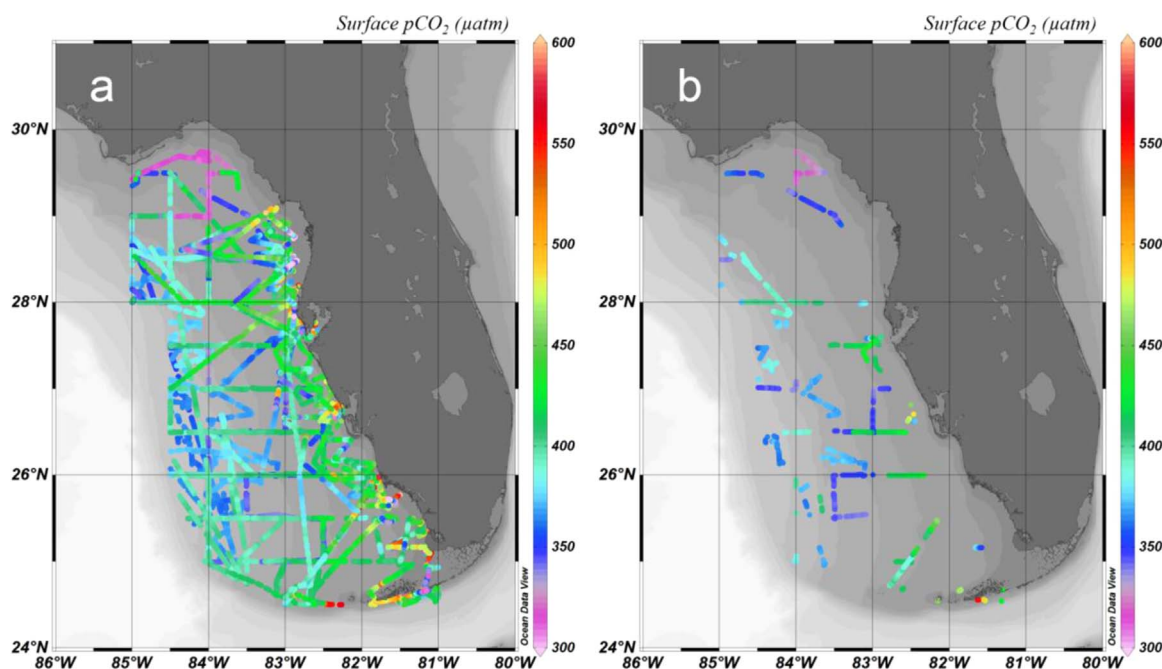 Surface pCO₂ (µatm)
a
600
550
500
450
400
350
300
30°N
28°N
26°N
24°N
86°W
85°W
84°W
83°W
82°W
81°W
80°W
Ocean Data View
Surface pCO₂ (µatm)
b
600
550
500
450
400
350
300
30°N
28°N
26°N
24°N
86°W
85°W
84°W
83°W
82°W
81°W
80°W
Ocean Data View